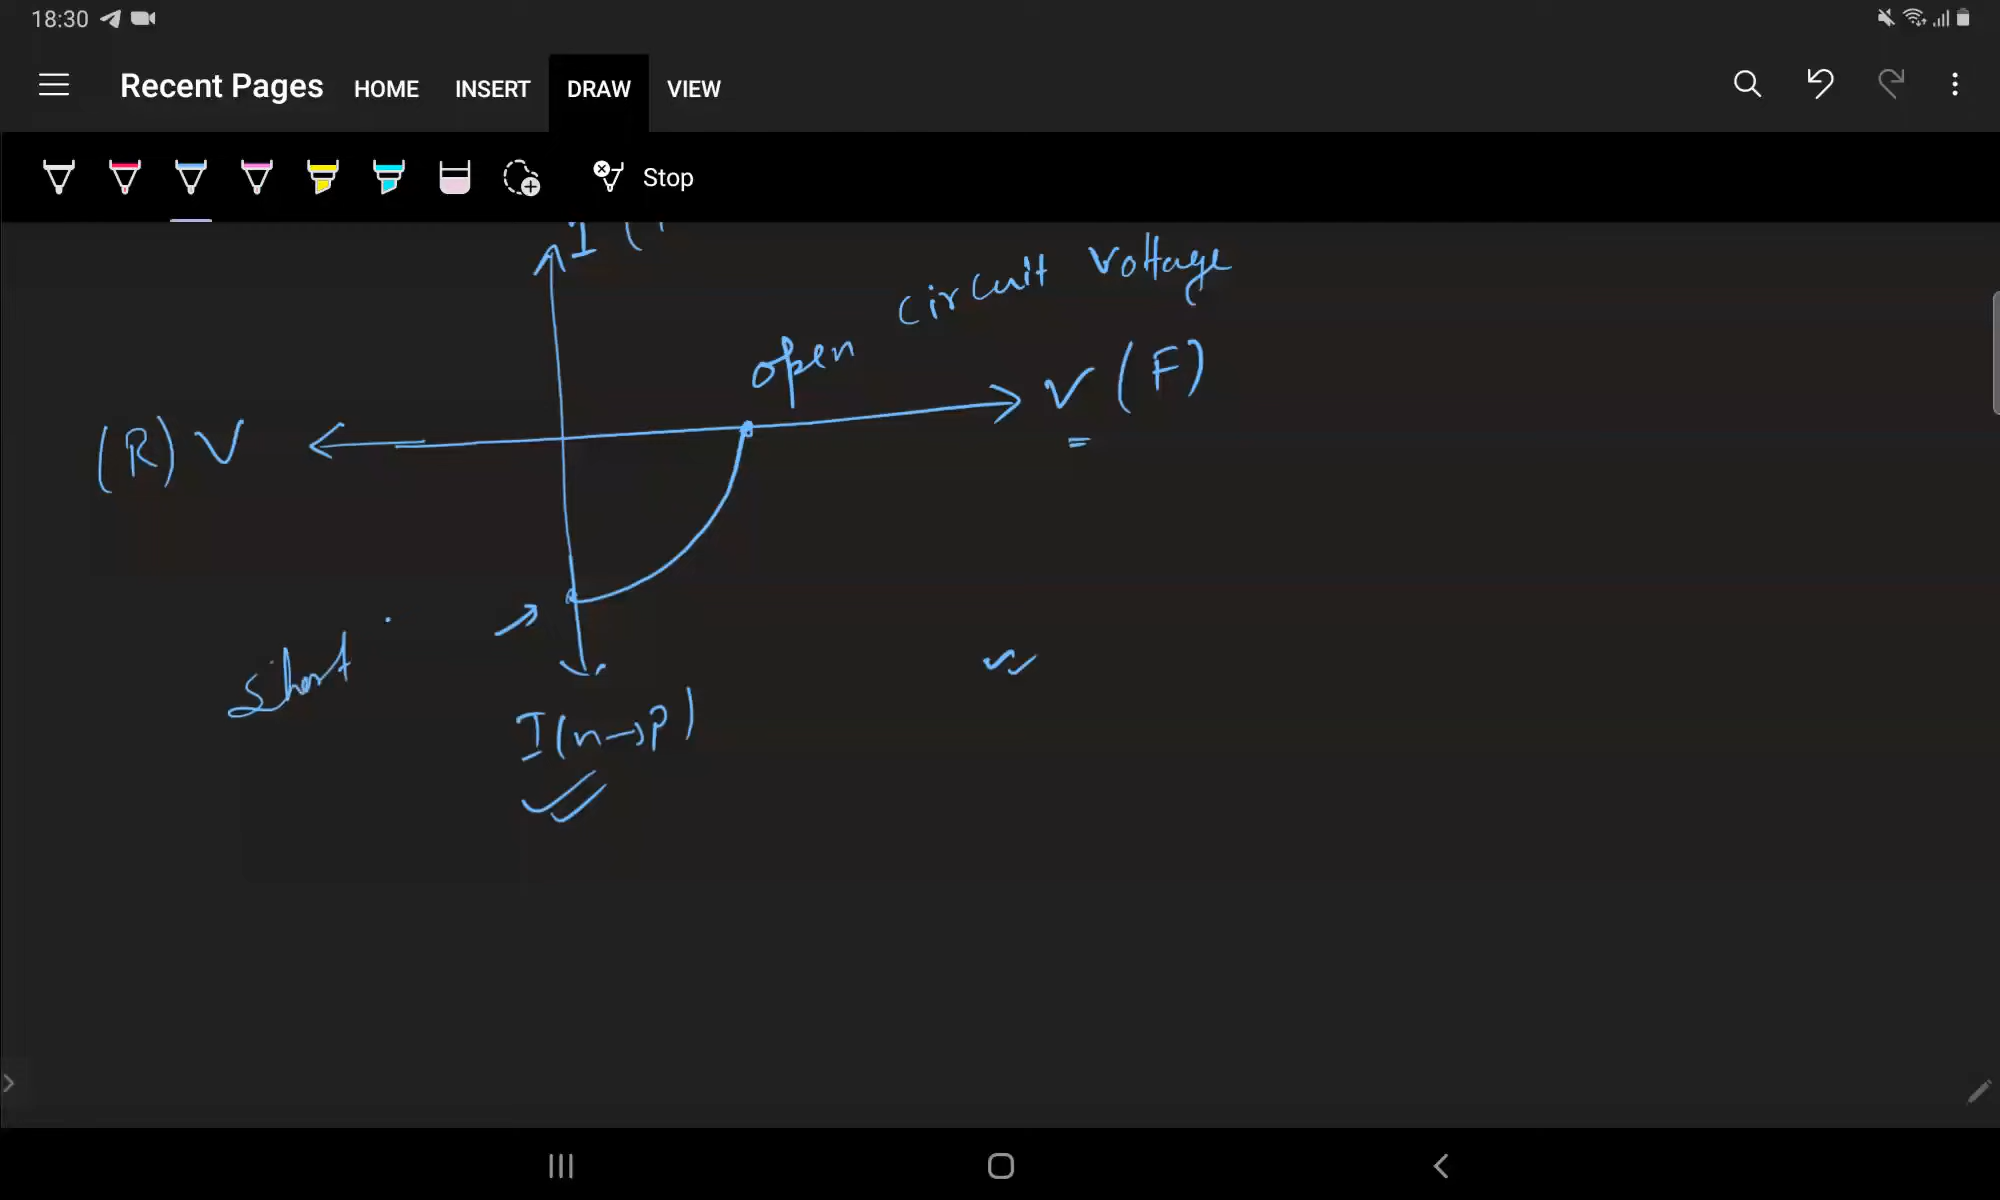 18:30
Recent Pages HOME INSERT DRAW VIEW
Stop
I (
circuit voltage
open
V (F)
(R) V
short
I(n→p)